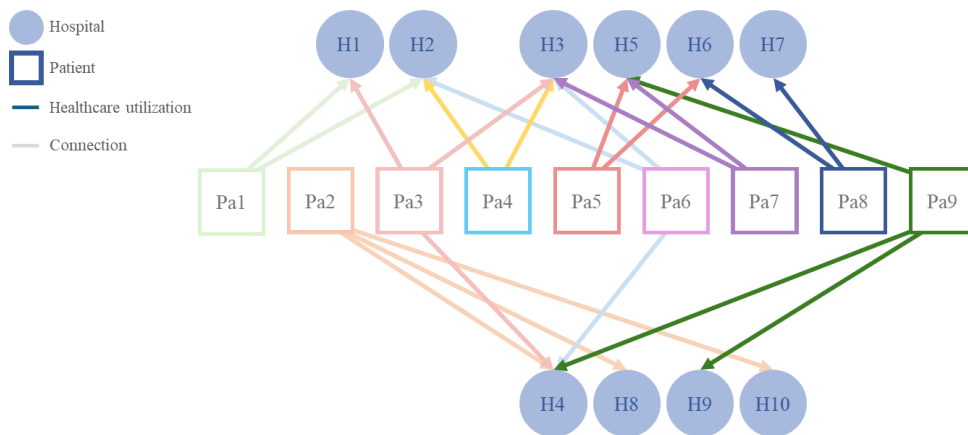 Hospital
Patient
Healthcare utilization
Connection
H1 H2 H3 H5 H6 H7
Pa1 Pa2 Pa3 Pa4 Pa5 Pa6 Pa7 Pa8 Pa9
H4 H8 H9 H10